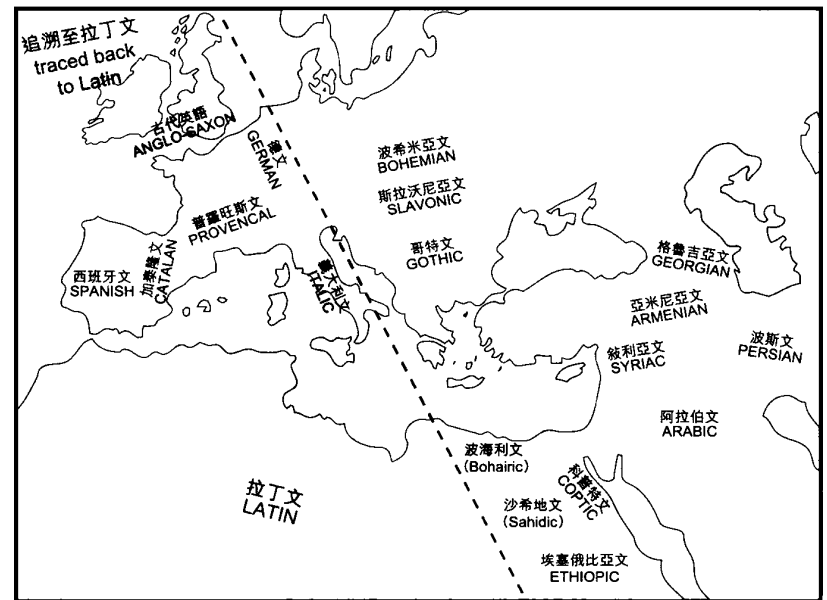 追溯至拉丁文
traced back
to Latin
古代英語
ANGLO-SAXON
德文
GERMAN
波希米亞文
BOHEMIAN
斯拉沃尼亞文
SLAVONIC
普羅旺斯文
PROVENCAL
哥特文
GOTHIC
西班牙文
SPANISH
加泰隆文
CATALAN
義大利文
ITALIC
格魯吉亞文
GEORGIAN
亞米尼亞文
ARMENIAN
敍利亞文
SYRIAC
波斯文
PERSIAN
阿拉伯文
ARABIC
波海利文
(Bohairic)
科普特文
COPTIC
拉丁文
LATIN
沙希地文
(Sahidic)
埃塞俄比亞文
ETHIOPIC